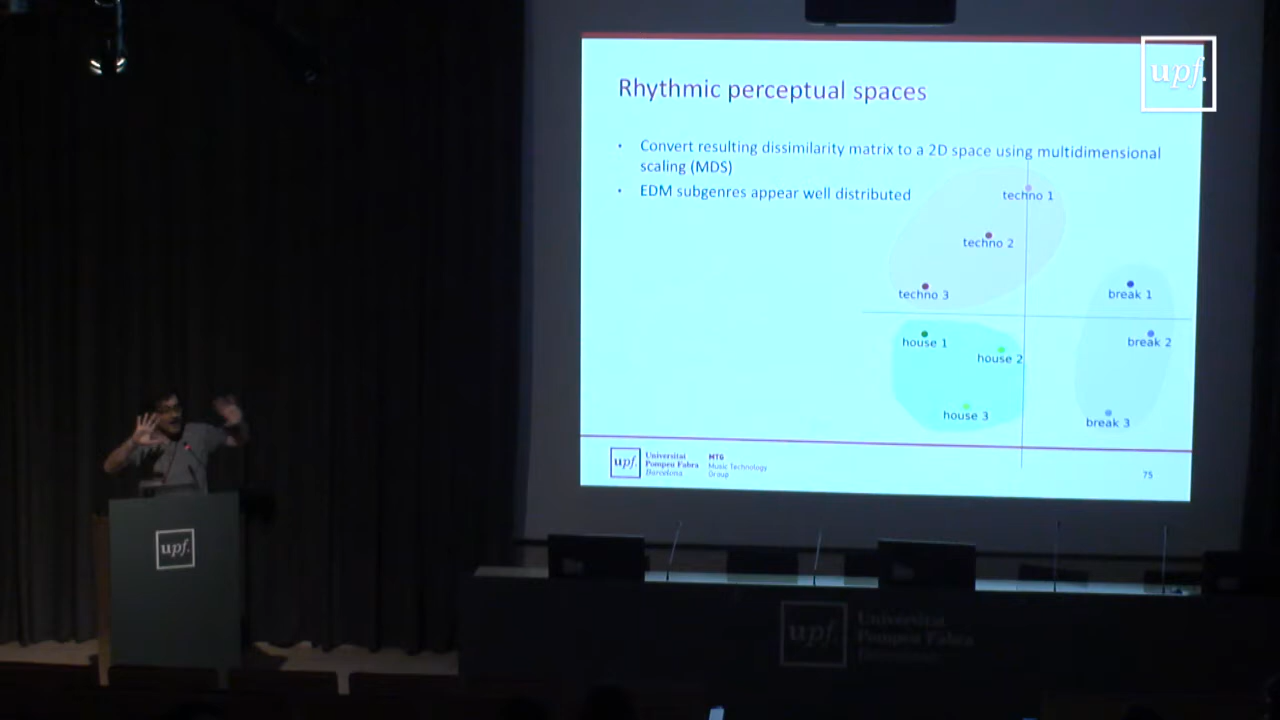 upf.
Rhythmic perceptual spaces
• Convert resulting dissimilarity matrix to a 2D space using multidimensional
scaling (MDS)
• EDM subgenres appear well distributed
techno 1
techno 2
techno 3
break 1
house 1
break 2
house 2
house 3
break 3
upf.
Universitat
Pompeu Fabra
Barcelona
MTG
Music Technology
Group
75
upf.
upf.
Universitat
Pompeu Fabra
Barcelona